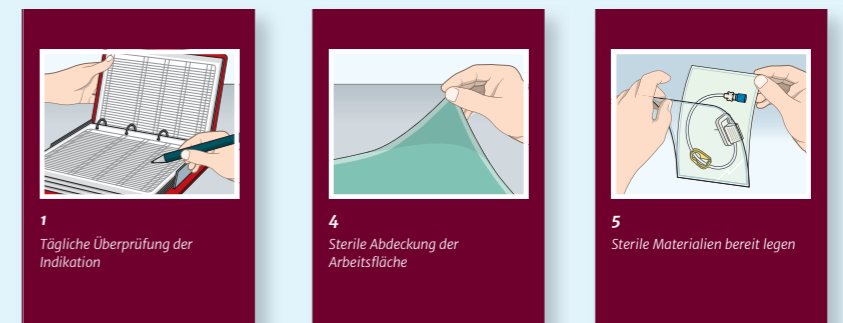 1
Tägliche Überprüfung der
Indikation
4
Sterile Abdeckung der
Arbeitsfläche
5
Sterile Materialien bereit legen